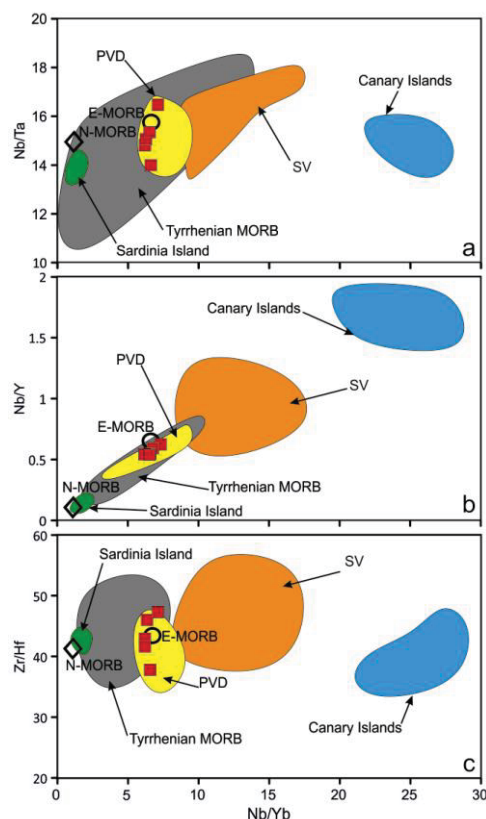 18
16
14
12
10
Nb/Ta
PVD
E-MORB
N-MORB
Canary Islands
SV
Tyrrhenian MORB
Sardinia Island
a
2
1.5
1
0.5
0
Nb/Y
Canary Islands
PVD
SV
E-MORB
N-MORB
Tyrrhenian MORB
Sardinia Island
b
60
50
40
30
20
Zr/Hf
Sardinia Island
SV
E-MORB
N-MORB
PVD
Tyrrhenian MORB
Canary Islands
c
0 5 10 15 20 25 30
Nb/Yb